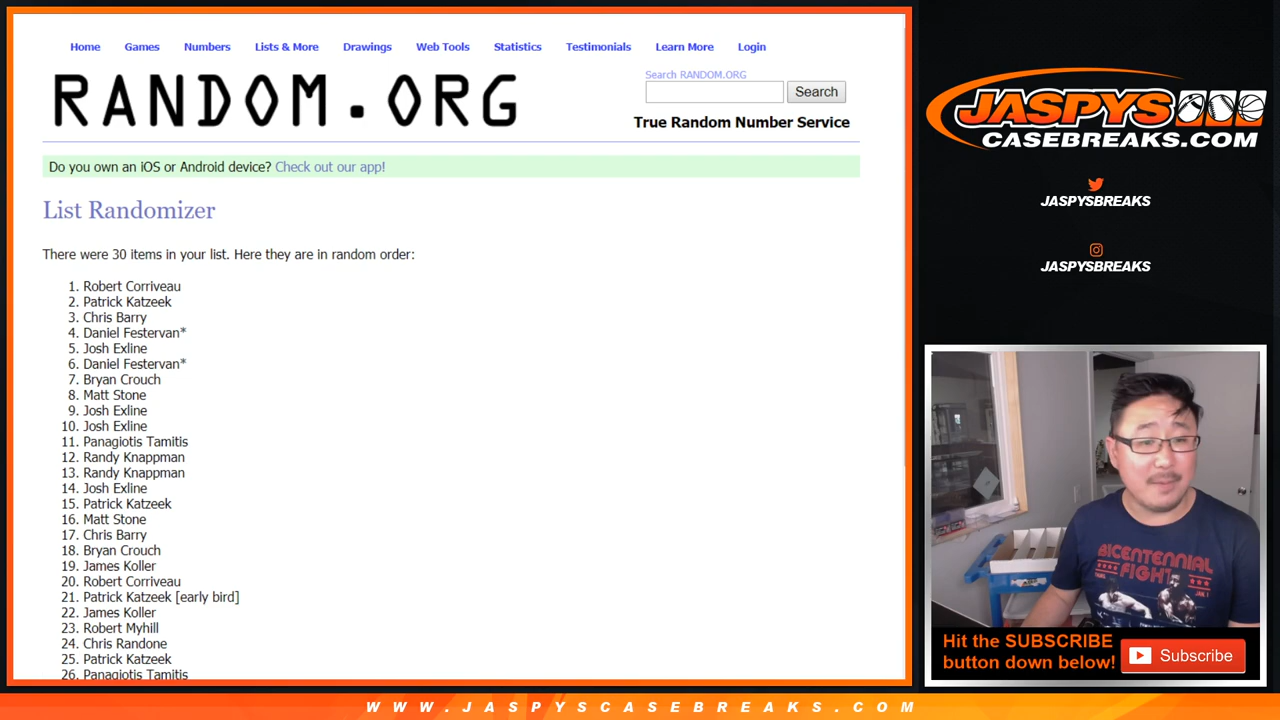 Home Games Numbers Lists & More Drawings Web Tools Statistics Testimonials Learn More Login
RANDOM.ORG
Search RANDOM.ORG
Search
True Random Number Service
Do you own an iOS or Android device? Check out our app!
List Randomizer
There were 30 items in your list. Here they are in random order:
1. Robert Corriveau
2. Patrick Katzeek
3. Chris Barry
4. Daniel Festervan*
5. Josh Exline
6. Daniel Festervan*
7. Bryan Crouch
8. Matt Stone
9. Josh Exline
10. Josh Exline
11. Panagiotis Tamitis
12. Randy Knappman
13. Randy Knappman
14. Josh Exline
15. Patrick Katzeek
16. Matt Stone
17. Chris Barry
18. Bryan Crouch
19. James Koller
20. Robert Corriveau
21. Patrick Katzeek [early bird]
22. James Koller
23. Robert Myhill
24. Chris Randone
25. Patrick Katzeek
26. Panagiotis Tamitis
JASPYS
CASEBREAKS.COM
JASPYSBREAKS
JASPYSBREAKS
BICENTENNIAL
FIGHT
Hit the SUBSCRIBE
button down below!
Subscribe
WWW.JASPYSCASEBREAKS.COM